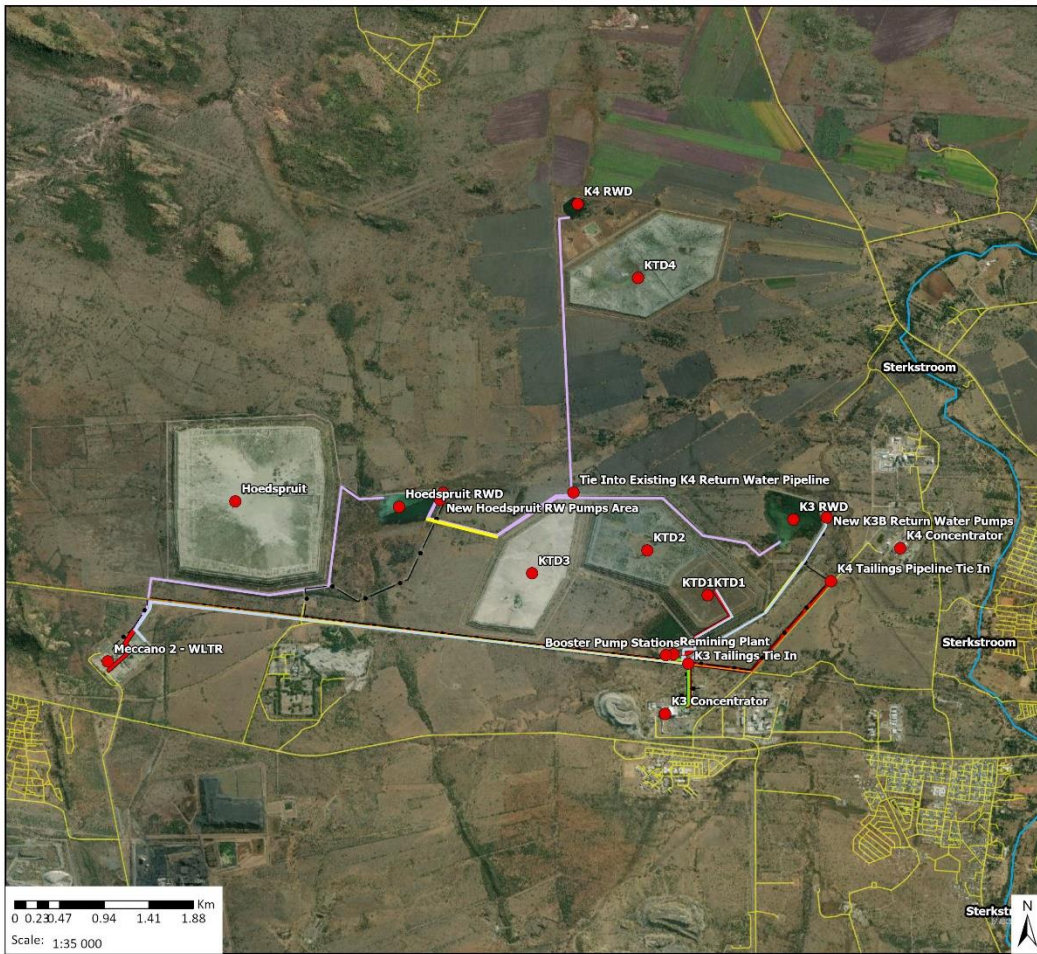 K4 RWD
KTD4
Sterkstroom
Tie Into Existing K4 Return Water Pipeline
Hoedspruit
Hoedspruit RWD
New Hoedspruit RW Pumps Area
K3 RWD
New K3B Return Water Pumps
K4 Concentrator
KTD2
KTD3
K4 Tailings Pipeline Tie In
KTD1KTD1
Sterkstroom
Booster Pump Stations
Remining Plant
Meccano 2 - WLTR
K3 Tailings Tie In
K3 Concentrator
Km
0 0.23 0.47 0.94 1.41 1.88
Scale: 1:35 000
N